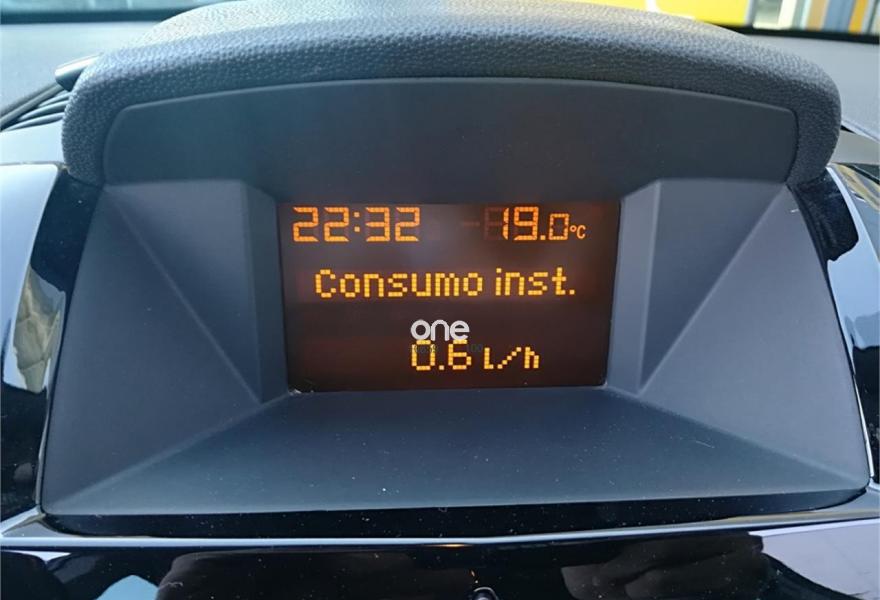 22:32 19.0°C
Consumo inst.
one
0.6 l/h